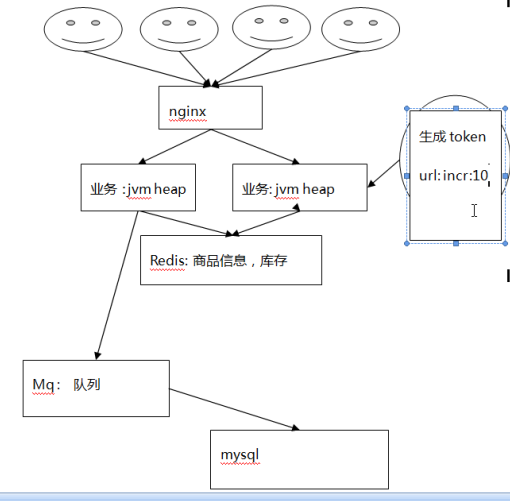 nginx
生成 token
url:incr:10
业务 :jvm heap
业务: jvm heap
Redis: 商品信息，库存
Mq： 队列
mysql